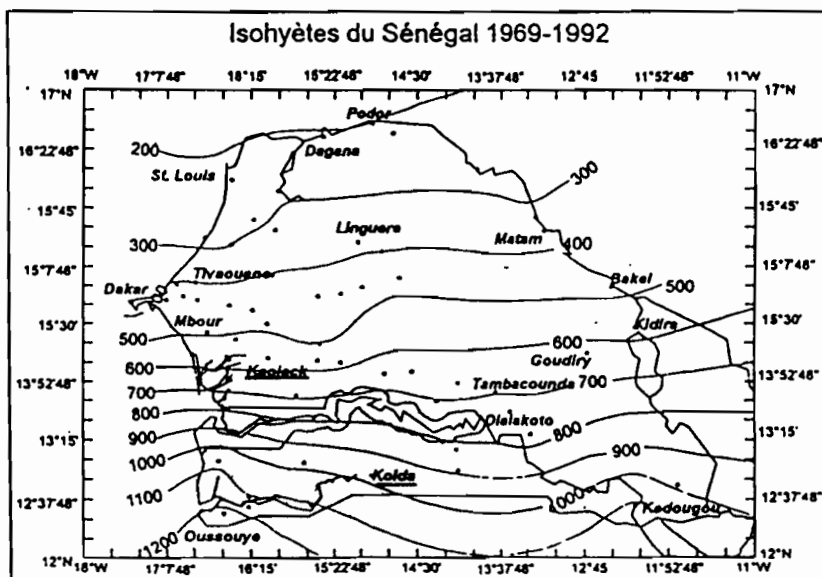 Isohyètes du Sénégal 1969-1992
18°W 17°7'48" 16°15' 15°22'48" 14°30' 13°37'48" 12°45' 11°52'48" 11°W
17°N 17°N
Podor
16°22'48" 200 Dagana 16°22'48"
St. Louis 300
15°45' 15°45'
300 Linguere Matam 400
15°7'48" Tivaouane 15°7'48"
Dakar Bakel 500
15°30' Mbour Kidira 15°30'
500 600
600 Kaolack Goudiry
13°52'48" 700 Tambacounda 700 13°52'48"
800 Dialakoto 800
13°15' 900 900 13°15'
1000
1100 Kolda 1000
12°37'48" Kedougou 12°37'48"
1200 Oussouye
12°N 12°N
18°W 17°7'48" 16°15' 15°22'48" 14°30' 13°37'48" 12°45' 11°52'48" 11°W